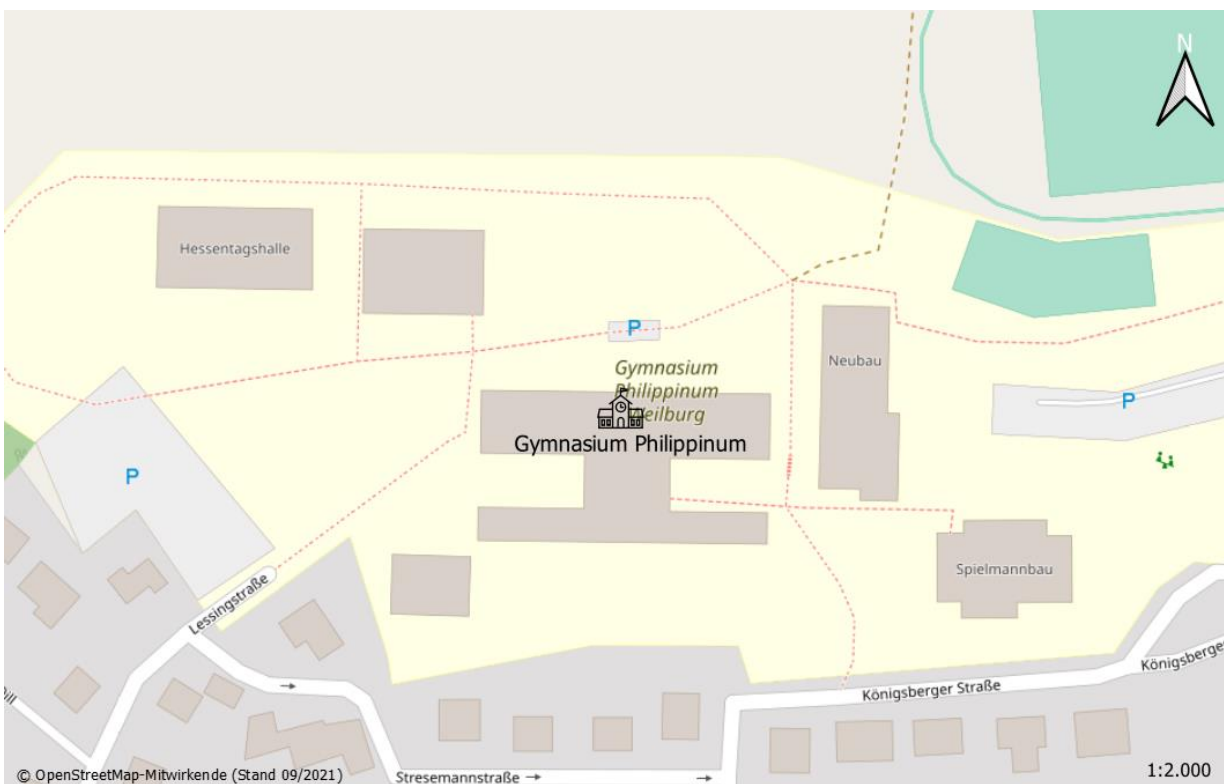 N
Hessentagshalle
P
Neubau
Gymnasium
Philippinum
Weilburg
Gymnasium Philippinum
P
P
Spielmannbau
Lessingstraße
Königsberger
Königsberger Straße
Stresemannstraße
© OpenStreetMap-Mitwirkende (Stand 09/2021)
1:2.000